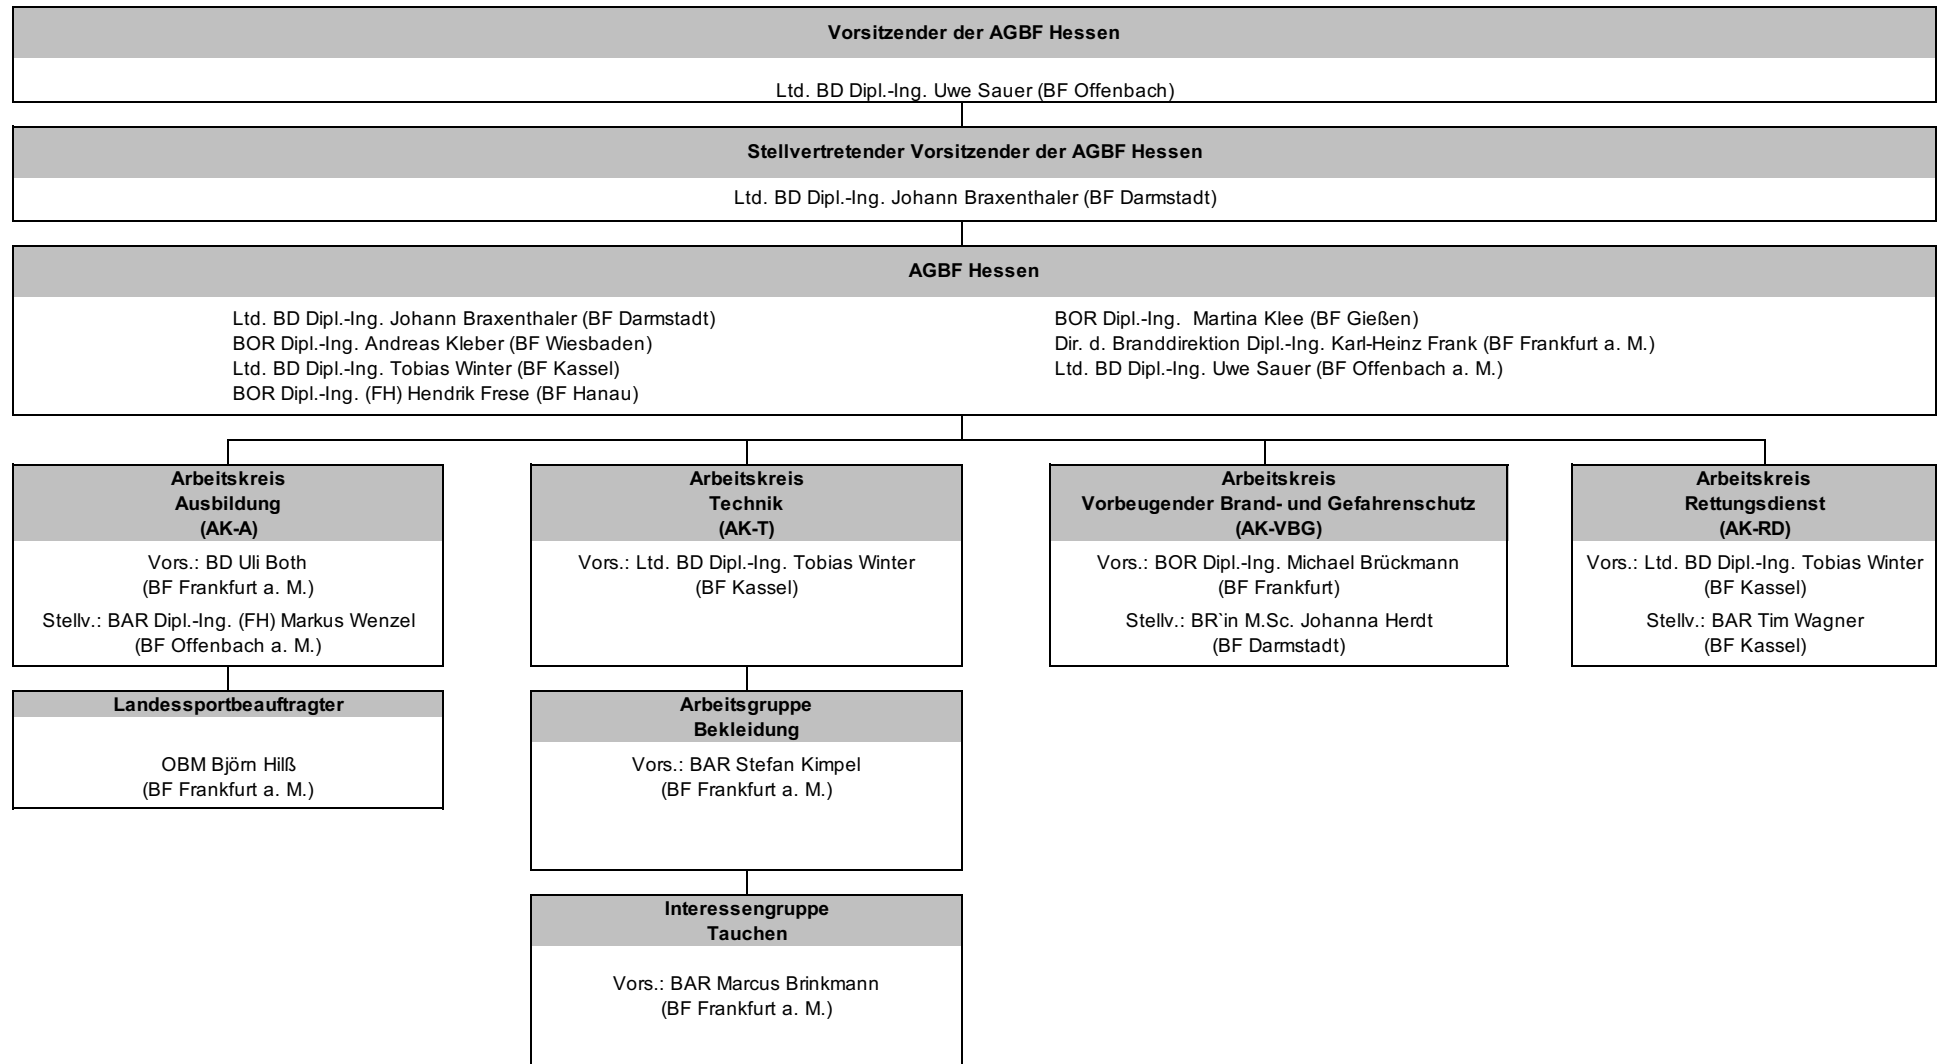 Vorsitzender der AGBF Hessen
Ltd. BD Dipl.-Ing. Uwe Sauer (BF Offenbach)
Stellvertretender Vorsitzender der AGBF Hessen
Ltd. BD Dipl.-Ing. Johann Braxenthaler (BF Darmstadt)
AGBF Hessen
Ltd. BD Dipl.-Ing. Johann Braxenthaler (BF Darmstadt)
BOR Dipl.-Ing. Andreas Kleber (BF Wiesbaden)
Ltd. BD Dipl.-Ing. Tobias Winter (BF Kassel)
BOR Dipl.-Ing. (FH) Hendrik Frese (BF Hanau)
BOR Dipl.-Ing.  Martina Klee (BF Gießen)
Dir. d. Branddirektion Dipl.-Ing. Karl-Heinz Frank (BF Frankfurt a. M.)
Ltd. BD Dipl.-Ing. Uwe Sauer (BF Offenbach a. M.)
Arbeitskreis
Ausbildung
(AK-A)
Vors.: BD Uli Both
(BF Frankfurt a. M.)
Stellv.: BAR Dipl.-Ing. (FH) Markus Wenzel
(BF Offenbach a. M.)
Landessportbeauftragter
OBM Björn Hilß
(BF Frankfurt a. M.)
Arbeitskreis
Technik
(AK-T)
Vors.: Ltd. BD Dipl.-Ing. Tobias Winter
(BF Kassel)
Arbeitsgruppe
Bekleidung
Vors.: BAR Stefan Kimpel
(BF Frankfurt a. M.)
Interessengruppe
Tauchen
Vors.: BAR Marcus Brinkmann
(BF Frankfurt a. M.)
Arbeitskreis
Vorbeugender Brand- und Gefahrenschutz
(AK-VBG)
Vors.: BOR Dipl.-Ing. Michael Brückmann
(BF Frankfurt)
Stellv.: BR`in M.Sc. Johanna Herdt
(BF Darmstadt)
Arbeitskreis
Rettungsdienst
(AK-RD)
Vors.: Ltd. BD Dipl.-Ing. Tobias Winter
(BF Kassel)
Stellv.: BAR Tim Wagner
(BF Kassel)